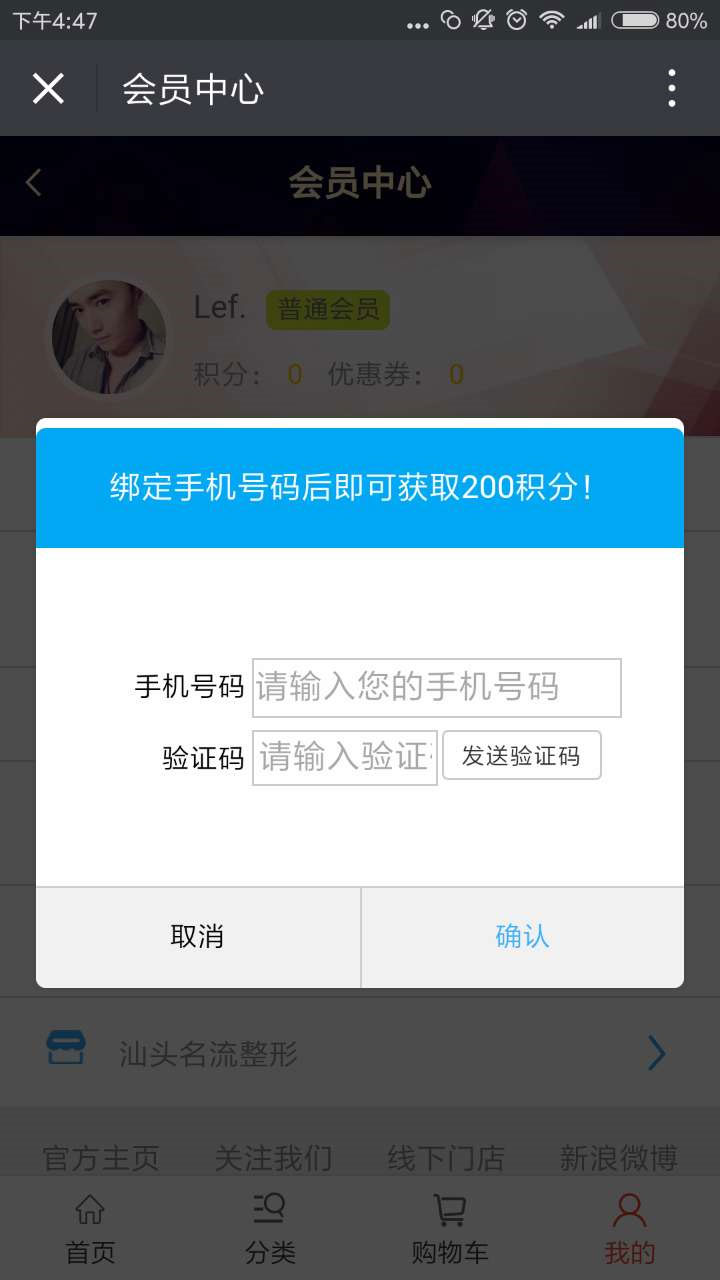 下午4:47
80%
会员中心
会员中心
Lef. 普通会员
积分: 0 优惠券: 0
绑定手机号码后即可获取200积分!
手机号码 请输入您的手机号码
验证码 请输入验证 发送验证码
取消 确认
汕头名流整形
官方主页 关注我们 线下门店 新浪微博
首页 分类 购物车 我的